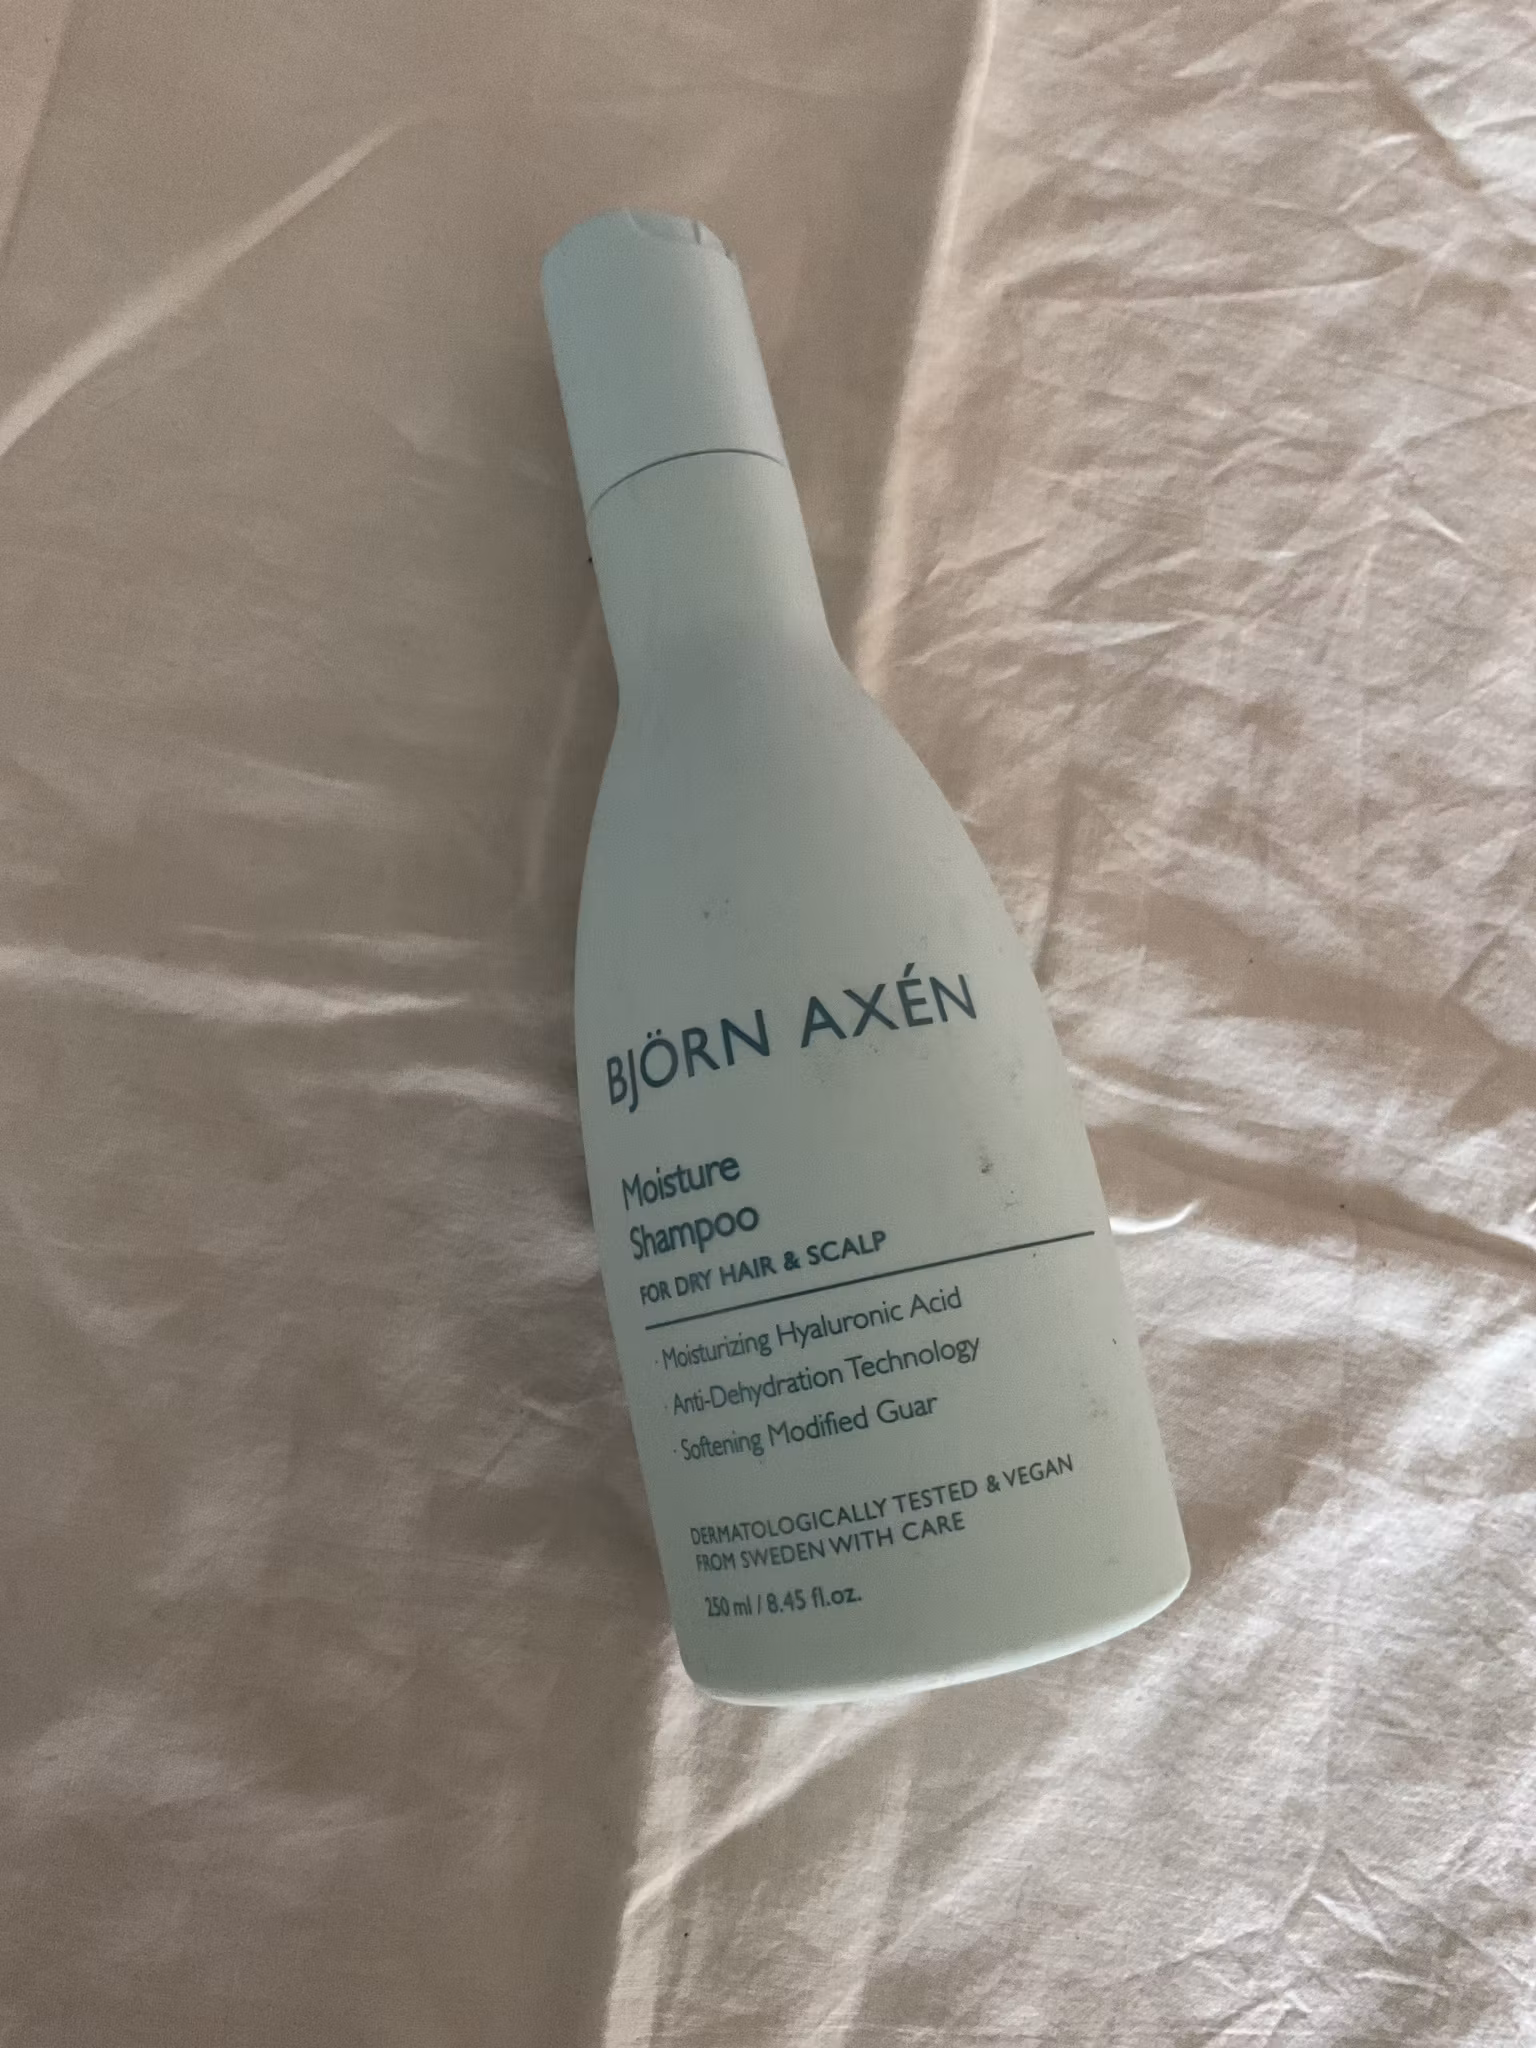 BJÖRN AXÉN
Moisture
Shampoo
FOR DRY HAIR & SCALP
· Moisturizing Hyaluronic Acid
· Anti-Dehydration Technology
· Softening Modified Guar
DERMATOLOGICALLY TESTED & VEGAN
FROM SWEDEN WITH CARE
250 ml / 8.45 fl.oz.